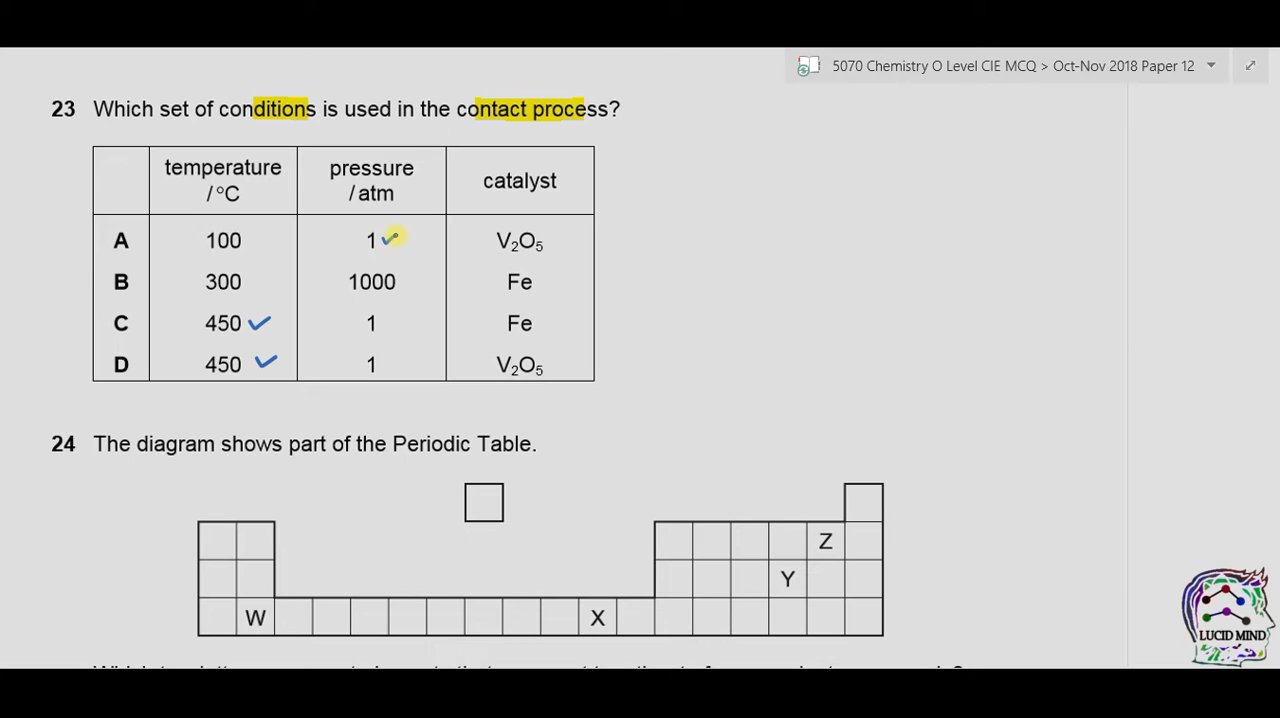 5070 Chemistry O Level CIE MCQ > Oct-Nov 2018 Paper 12
23 Which set of conditions is used in the contact process?
temperature /°C pressure /atm catalyst
A 100 1 V₂O₅
B 300 1000 Fe
C 450 1 Fe
D 450 1 V₂O₅
24 The diagram shows part of the Periodic Table.
Z
Y
W X
LUCID MIND